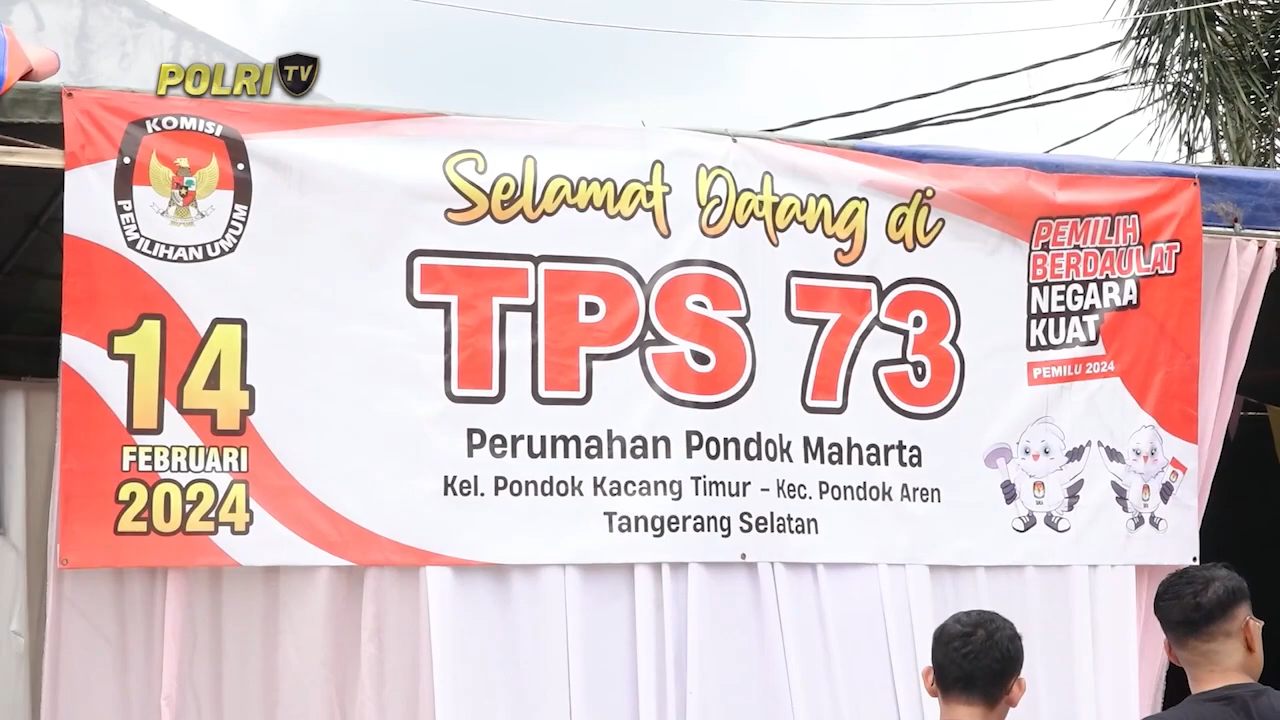 POLRI TV
KOMISI
PEMILIHAN UMUM
Selamat Datang di
TPS 73
Perumahan Pondok Maharta
Kel. Pondok Kacang Timur - Kec. Pondok Aren
Tangerang Selatan
14
FEBRUARI
2024
PEMILIH
BERDAULAT
NEGARA
KUAT
PEMILU 2024